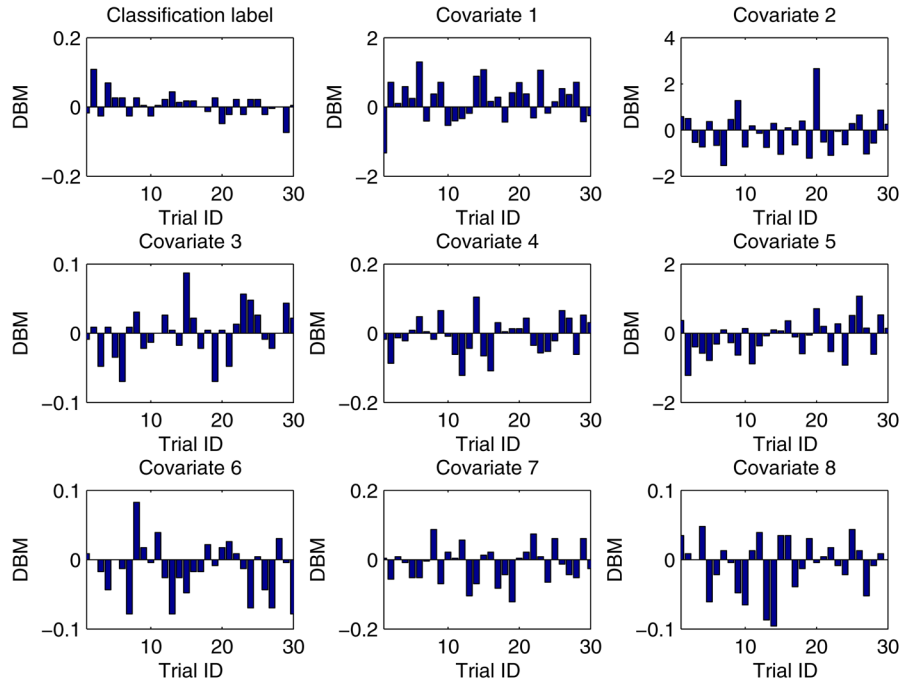 Classification label
Covariate 1
Covariate 2
0.2
0
−0.2
DBM
10
20
30
Trial ID
2
0
−2
DBM
10
20
30
Trial ID
4
2
0
−2
DBM
10
20
30
Trial ID
Covariate 3
Covariate 4
Covariate 5
0.1
0
−0.1
DBM
10
20
30
Trial ID
0.2
0
−0.2
DBM
10
20
30
Trial ID
2
0
−2
DBM
10
20
30
Trial ID
Covariate 6
Covariate 7
Covariate 8
0.1
0
−0.1
DBM
10
20
30
Trial ID
0.2
0
−0.2
DBM
10
20
30
Trial ID
0.1
0
−0.1
DBM
10
20
30
Trial ID